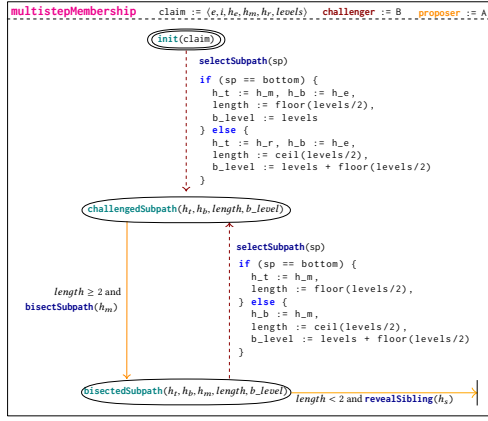 multistepMembership claim := ⟨e, i, h_e, h_m, h_r, levels⟩ challenger := B proposer := A
init(claim)
selectSubpath(sp)
if (sp == bottom) {
h_t := h_m, h_b := h_e,
length := floor(levels/2),
b_level := levels
} else {
h_t := h_r, h_b := h_e,
length := ceil(levels/2),
b_level := levels + floor(levels/2)
}
challengedSubpath(h_t, h_b, length, b_level)
selectSubpath(sp)
if (sp == bottom) {
h_t := h_m,
length := floor(levels/2),
} else {
h_b := h_m,
length := ceil(levels/2),
b_level := levels + floor(levels/2)
}
length ≥ 2 and
bisectSubpath(h_m)
bisectedSubpath(h_t, h_b, h_m, length, b_level)
length < 2 and revealSibling(h_s)